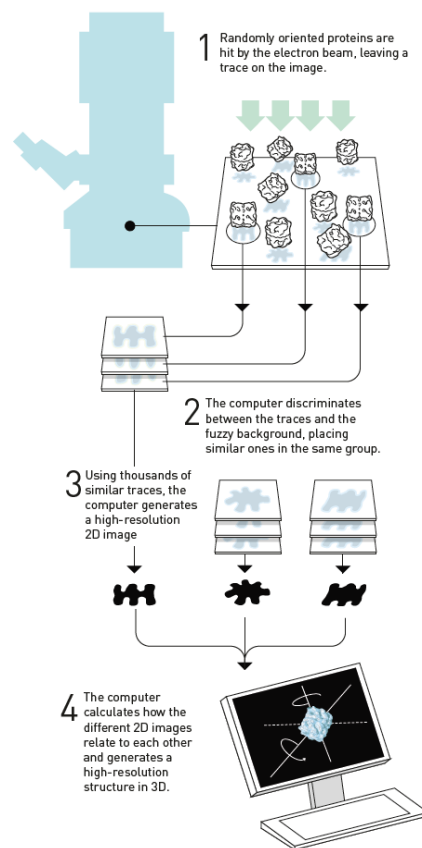 1 Randomly oriented proteins are
hit by the electron beam, leaving a
trace on the image.
2 The computer discriminates
between the traces and the
fuzzy background, placing
similar ones in the same group.
3 Using thousands of
similar traces, the
computer generates
a high-resolution
2D image
4 The computer
calculates how the
different 2D images
relate to each other
and generates a
high-resolution
structure in 3D.